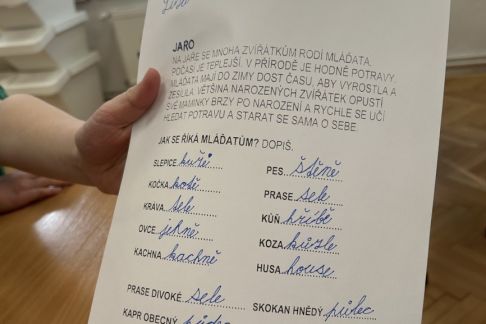 JARO
NA JAŘE SE MNOHA ZVÍŘÁTKŮM RODÍ MLÁĎATA.
POČASÍ JE TEPLEJŠÍ. V PŘÍRODĚ JE HODNĚ POTRAVY.
MLÁĎATA MAJÍ DO ZIMY DOST ČASU, ABY VYROSTLA A
ZESÍLILA. VĚTŠINA NAROZENÝCH ZVÍŘÁTEK OPUSTÍ
SVÉ MAMINKY BRZY PO NAROZENÍ A RYCHLE SE UČÍ
HLEDAT POTRAVU A STARAT SE SAMA O SEBE.
JAK SE ŘÍKÁ MLÁĎATŮM? DOPIŠ.
SLEPICE kuře PES štěně
KOČKA kotě PRASE sele
KRÁVA tele KŮŇ hříbě
OVCE jehně KOZA kůzle
KACHNA kachně HUSA house
PRASE DIVOKÉ sele SKOKAN HNĚDÝ pulec
KAPR OBECNÝ